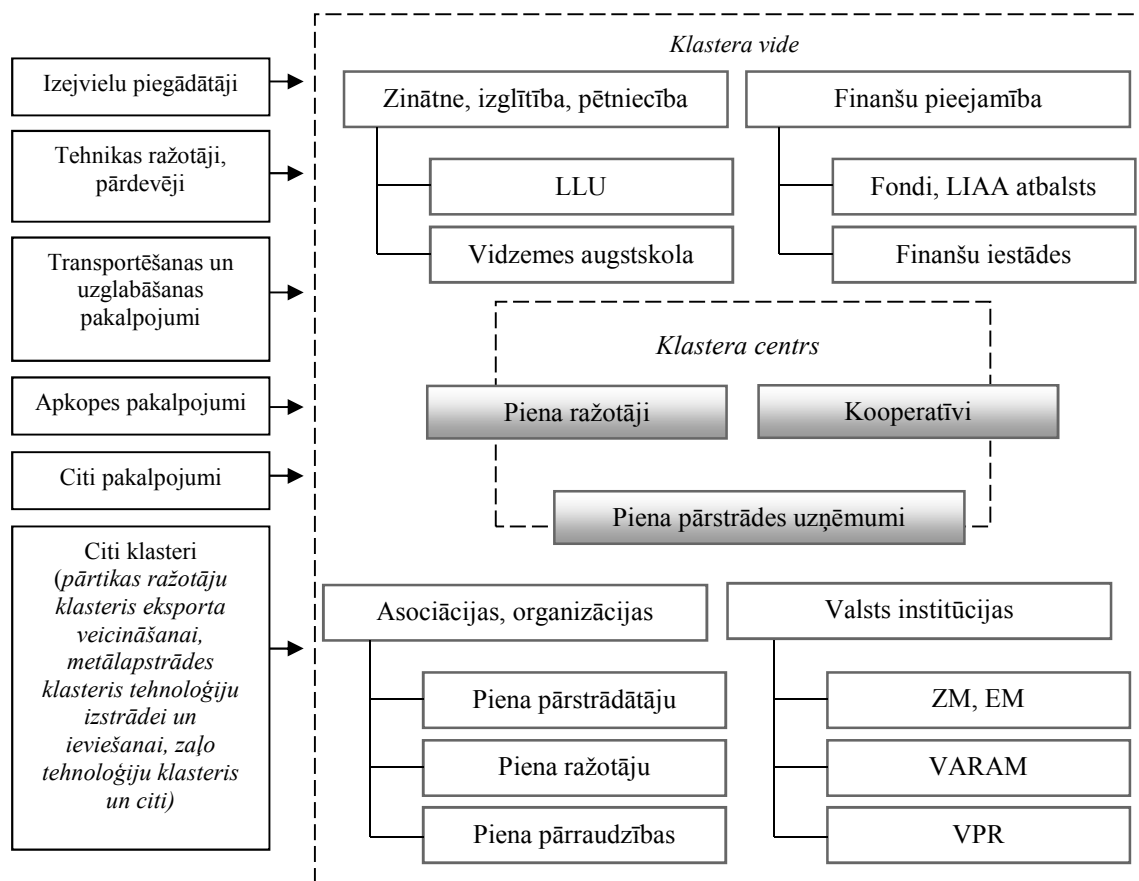 Izejvielu piegādātāji
Tehnikas ražotāji,
pārdevēji
Transportēšanas un
uzglabāšanas
pakalpojumi
Apkopes pakalpojumi
Citi pakalpojumi
Citi klasteri
(pārtikas ražotāju
klasteris eksporta
veicināšanai,
metālapstrādes
klasteris tehnoloģiju
izstrādei un
ieviešanai, zaļo
tehnoloģiju klasteris
un citi)
Klastera vide
Zinātne, izglītība, pētniecība
LLU
Vidzemes augstskola
Finanšu pieejamība
Fondi, LIAA atbalsts
Finanšu iestādes
Klastera centrs
Piena ražotāji
Kooperatīvi
Piena pārstrādes uzņēmumi
Asociācijas, organizācijas
Piena pārstrādātāju
Piena ražotāju
Piena pārraudzības
Valsts institūcijas
ZM, EM
VARAM
VPR